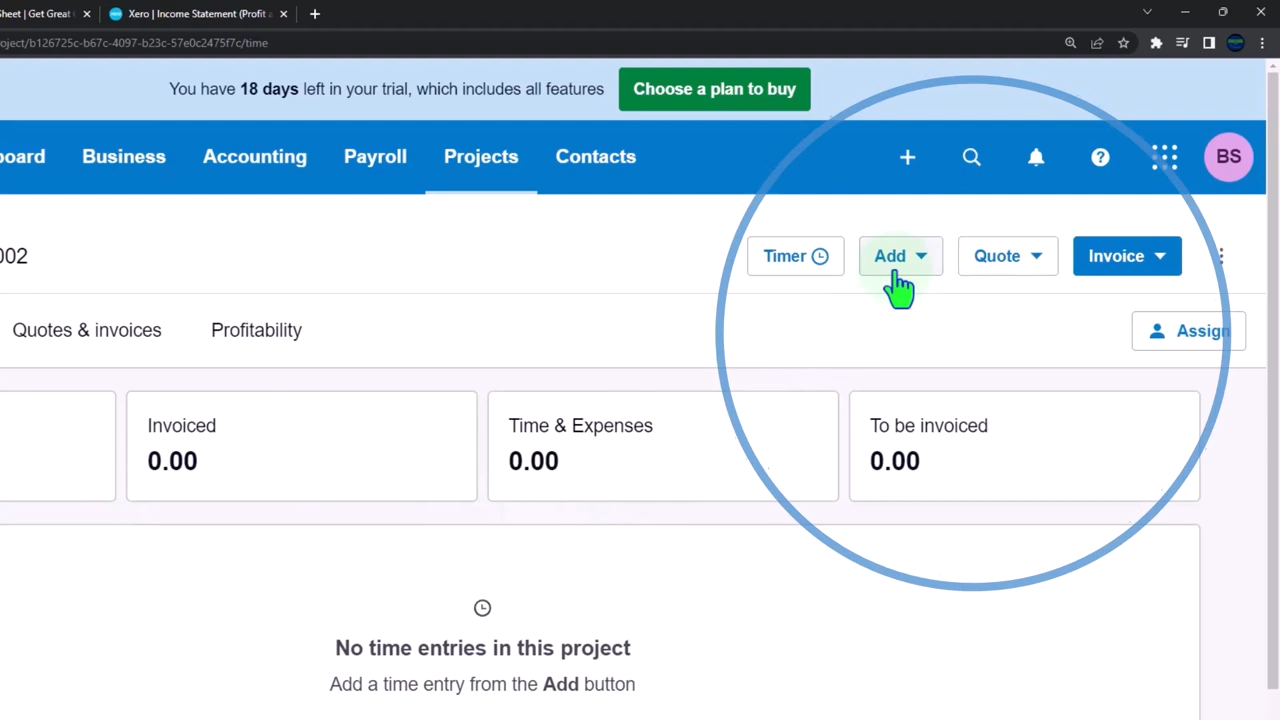 Sheet | Get Great
Xero | Income Statement (Profit a
oject/b126725c-b67c-4097-b23c-57e0c2475f7c/time
You have 18 days left in your trial, which includes all features
Choose a plan to buy
board Business Accounting Payroll Projects Contacts BS
002
Timer Add Quote Invoice
Quotes & invoices Profitability Assign
Invoiced Time & Expenses To be invoiced
0.00 0.00 0.00
No time entries in this project
Add a time entry from the Add button